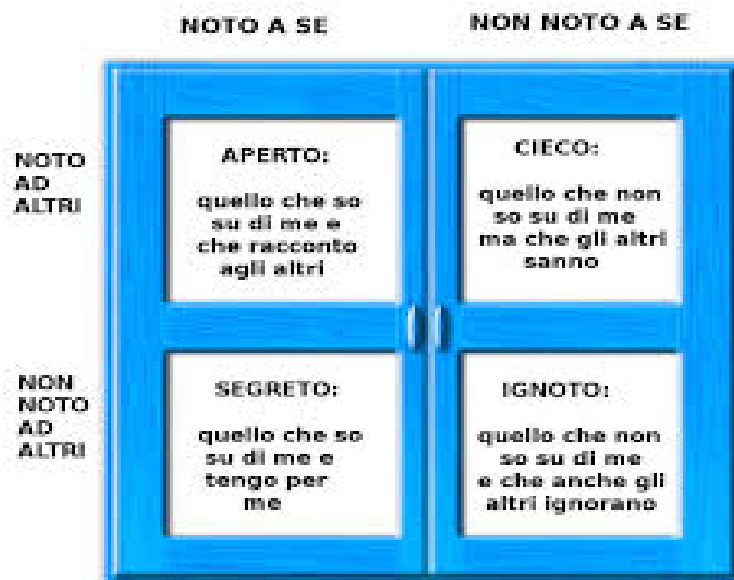 NOTO A SE
NON NOTO A SE
NOTO
AD
ALTRI
APERTO:
quello che so
su di me e
che racconto
agli altri
CIECO:
quello che non
so su di me
ma che gli altri
sanno
NON
NOTO
AD
ALTRI
SEGRETO:
quello che so
su di me e
tengo per
me
IGNOTO:
quello che non
so su di me
e che anche gli
altri ignorano